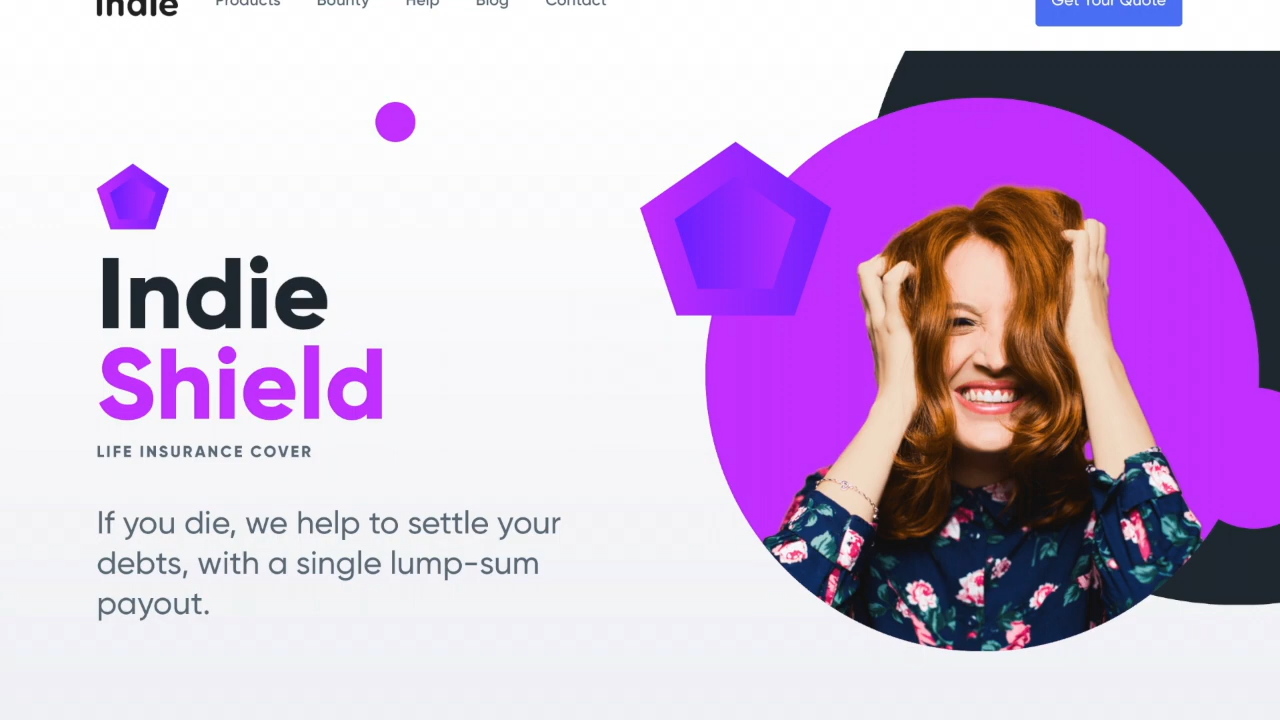 Indie
Products Bounty Help Blog Contact
Get Your Quote
Indie
Shield
LIFE INSURANCE COVER
If you die, we help to settle your
debts, with a single lump-sum
payout.